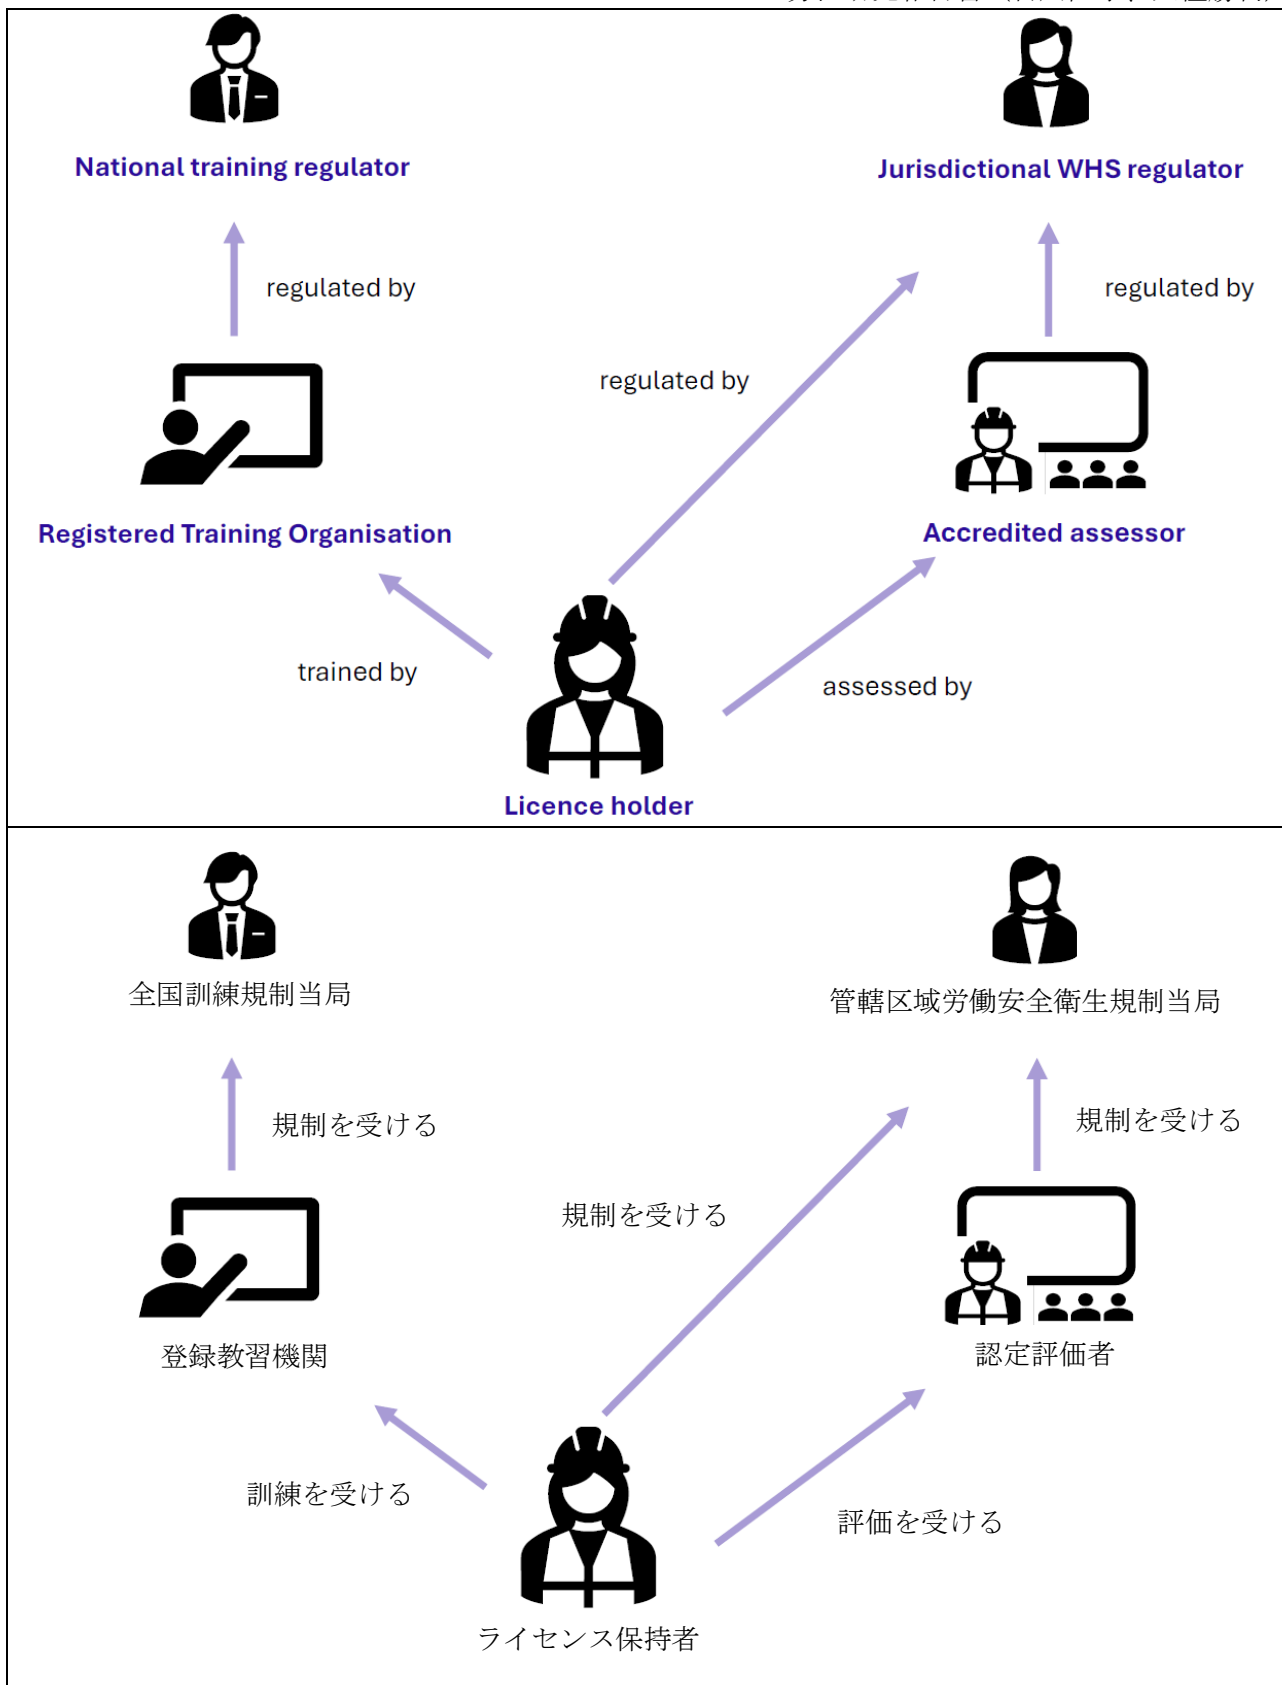 National training regulator
Jurisdictional WHS regulator
regulated by
regulated by
regulated by
Registered Training Organisation
Accredited assessor
trained by
assessed by
Licence holder
全国訓練規制当局
管轄区域労働安全衛生規制当局
規制を受ける
規制を受ける
規制を受ける
登録教習機関
認定評価者
訓練を受ける
評価を受ける
ライセンス保持者